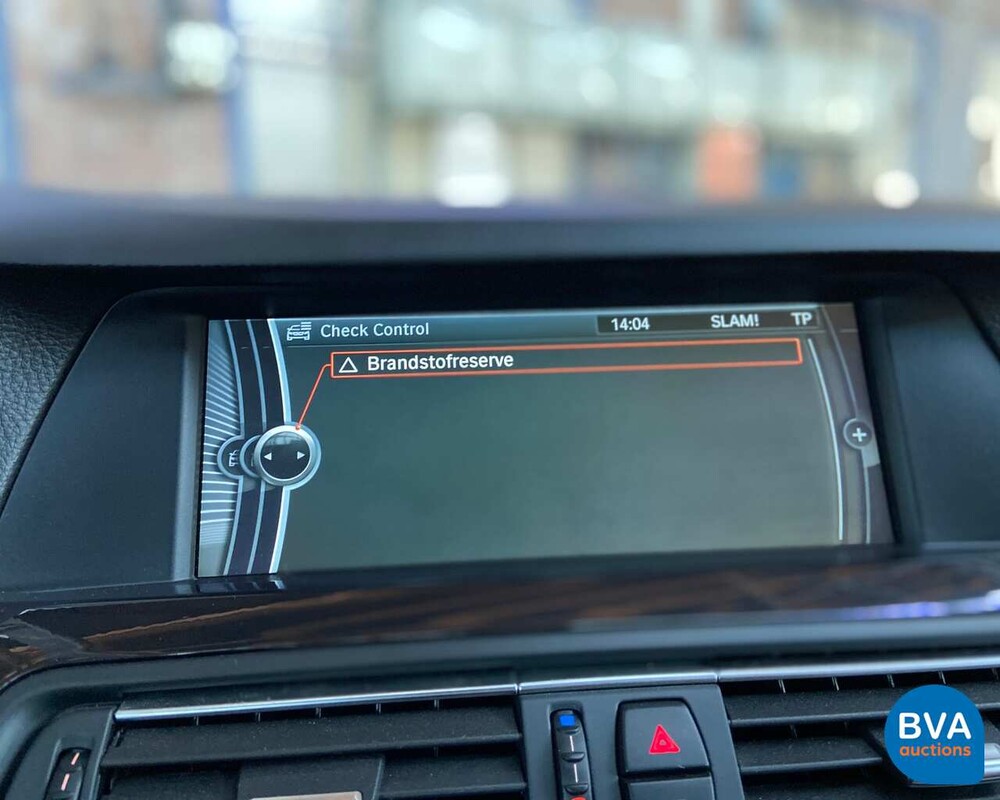 Check Control
14:04
SLAM!
TP
Brandstofreserve
BVA
auctions